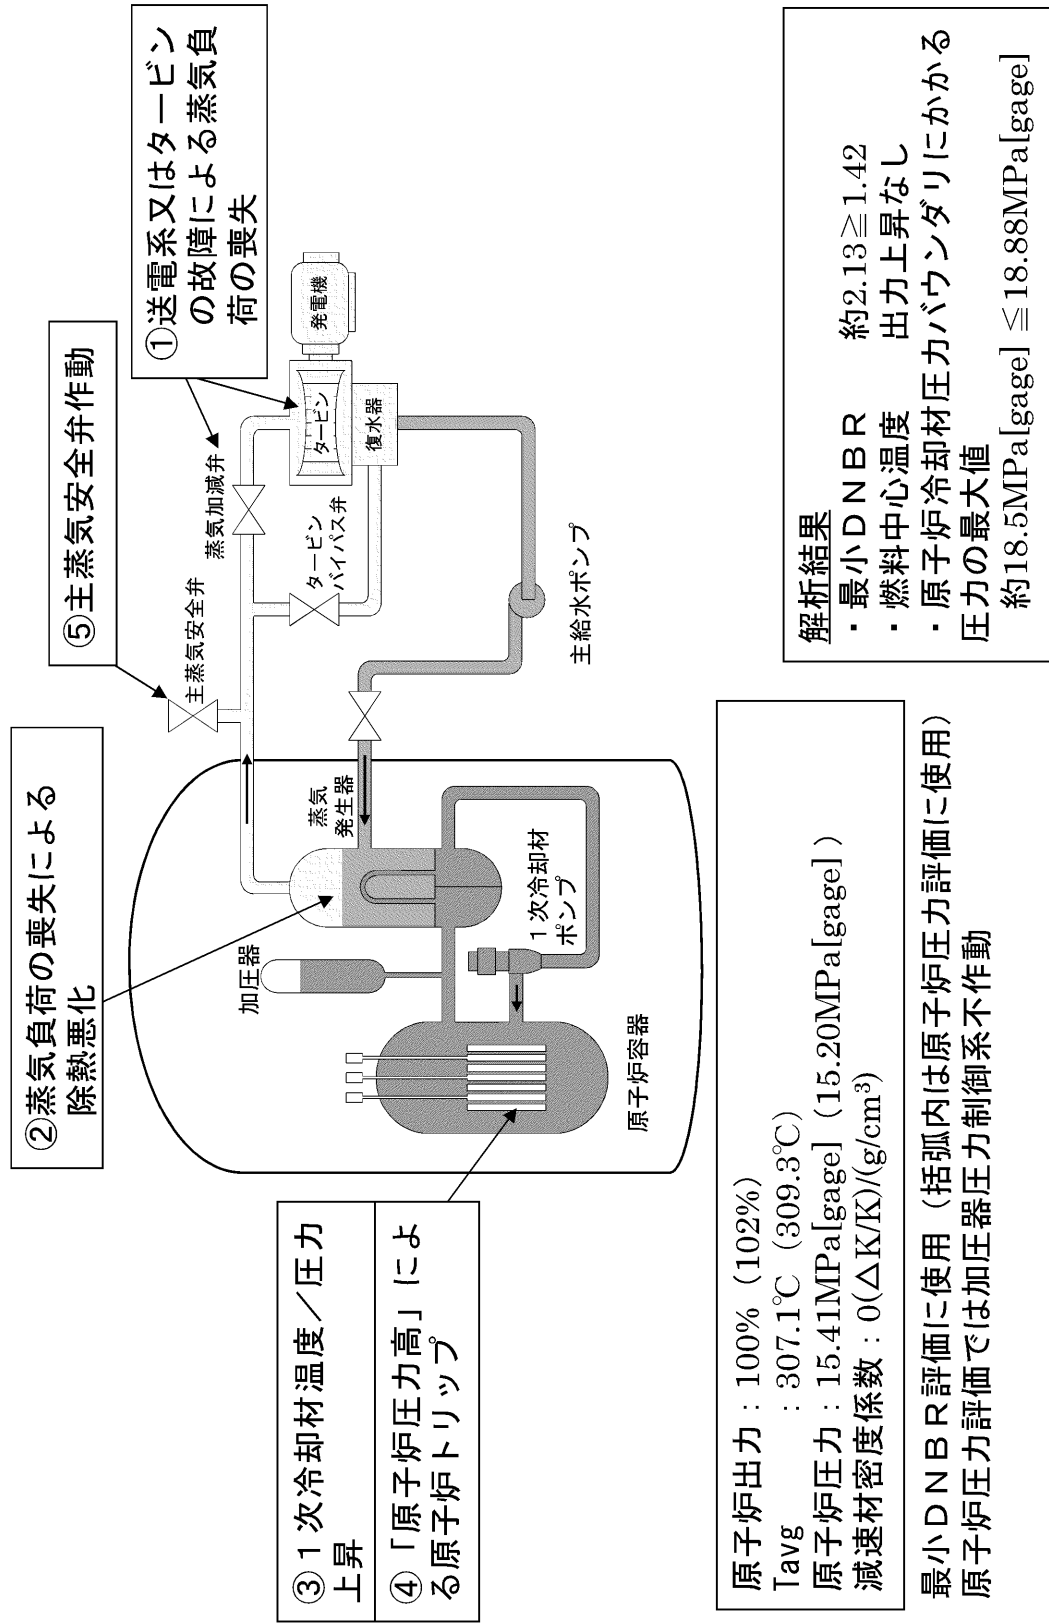 ①送電系又はタービン
の故障による蒸気負
荷の喪失
⑤主蒸気安全弁作動
②蒸気負荷の喪失による
除熱悪化
③１次冷却材温度／圧力
上昇
④「原子炉圧力高」によ
る原子炉トリップ
主蒸気安全弁
蒸気加減弁
タービン
発電機
復水器
タービン
バイパス弁
主給水ポンプ
蒸気
発生器
加圧器
１次冷却材
ポンプ
原子炉容器
原子炉出力：100%（102%）
Tavg ：307.1℃（309.3℃）
原子炉圧力：15.41MPa[gage]（15.20MPa[gage]）
減速材密度係数：0(△K/K)/(g/cm³)
最小ＤＮＢＲ評価に使用（括弧内は原子炉圧力評価に使用）
原子炉圧力評価では加圧器圧力制御系不作動
解析結果
・最小ＤＮＢＲ 約2.13≧1.42
・燃料中心温度 出力上昇なし
・原子炉冷却材圧力バウンダリにかかる
圧力の最大値
約18.5MPa[gage] ≦18.88MPa[gage]